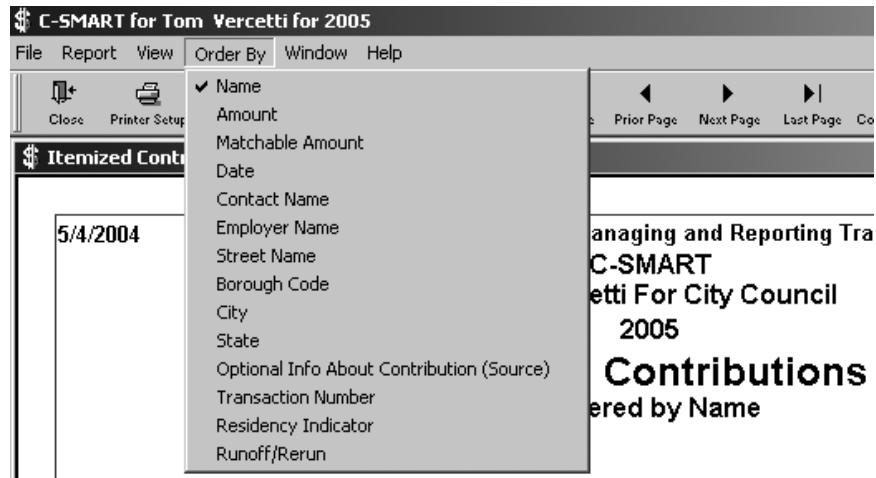 C-SMART for Tom Vercetti for 2005
File Report View Order By Window Help
Close Printer Setup Prior Page Next Page Last Page Co
Name
Amount
Matchable Amount
Date
Contact Name
Employer Name
Street Name
Borough Code
City
State
Optional Info About Contribution (Source)
Transaction Number
Residency Indicator
Runoff/Rerun
Itemized Contr
5/4/2004
anaging and Reporting Tra
C-SMART
etti For City Council
2005
Contributions
ered by Name